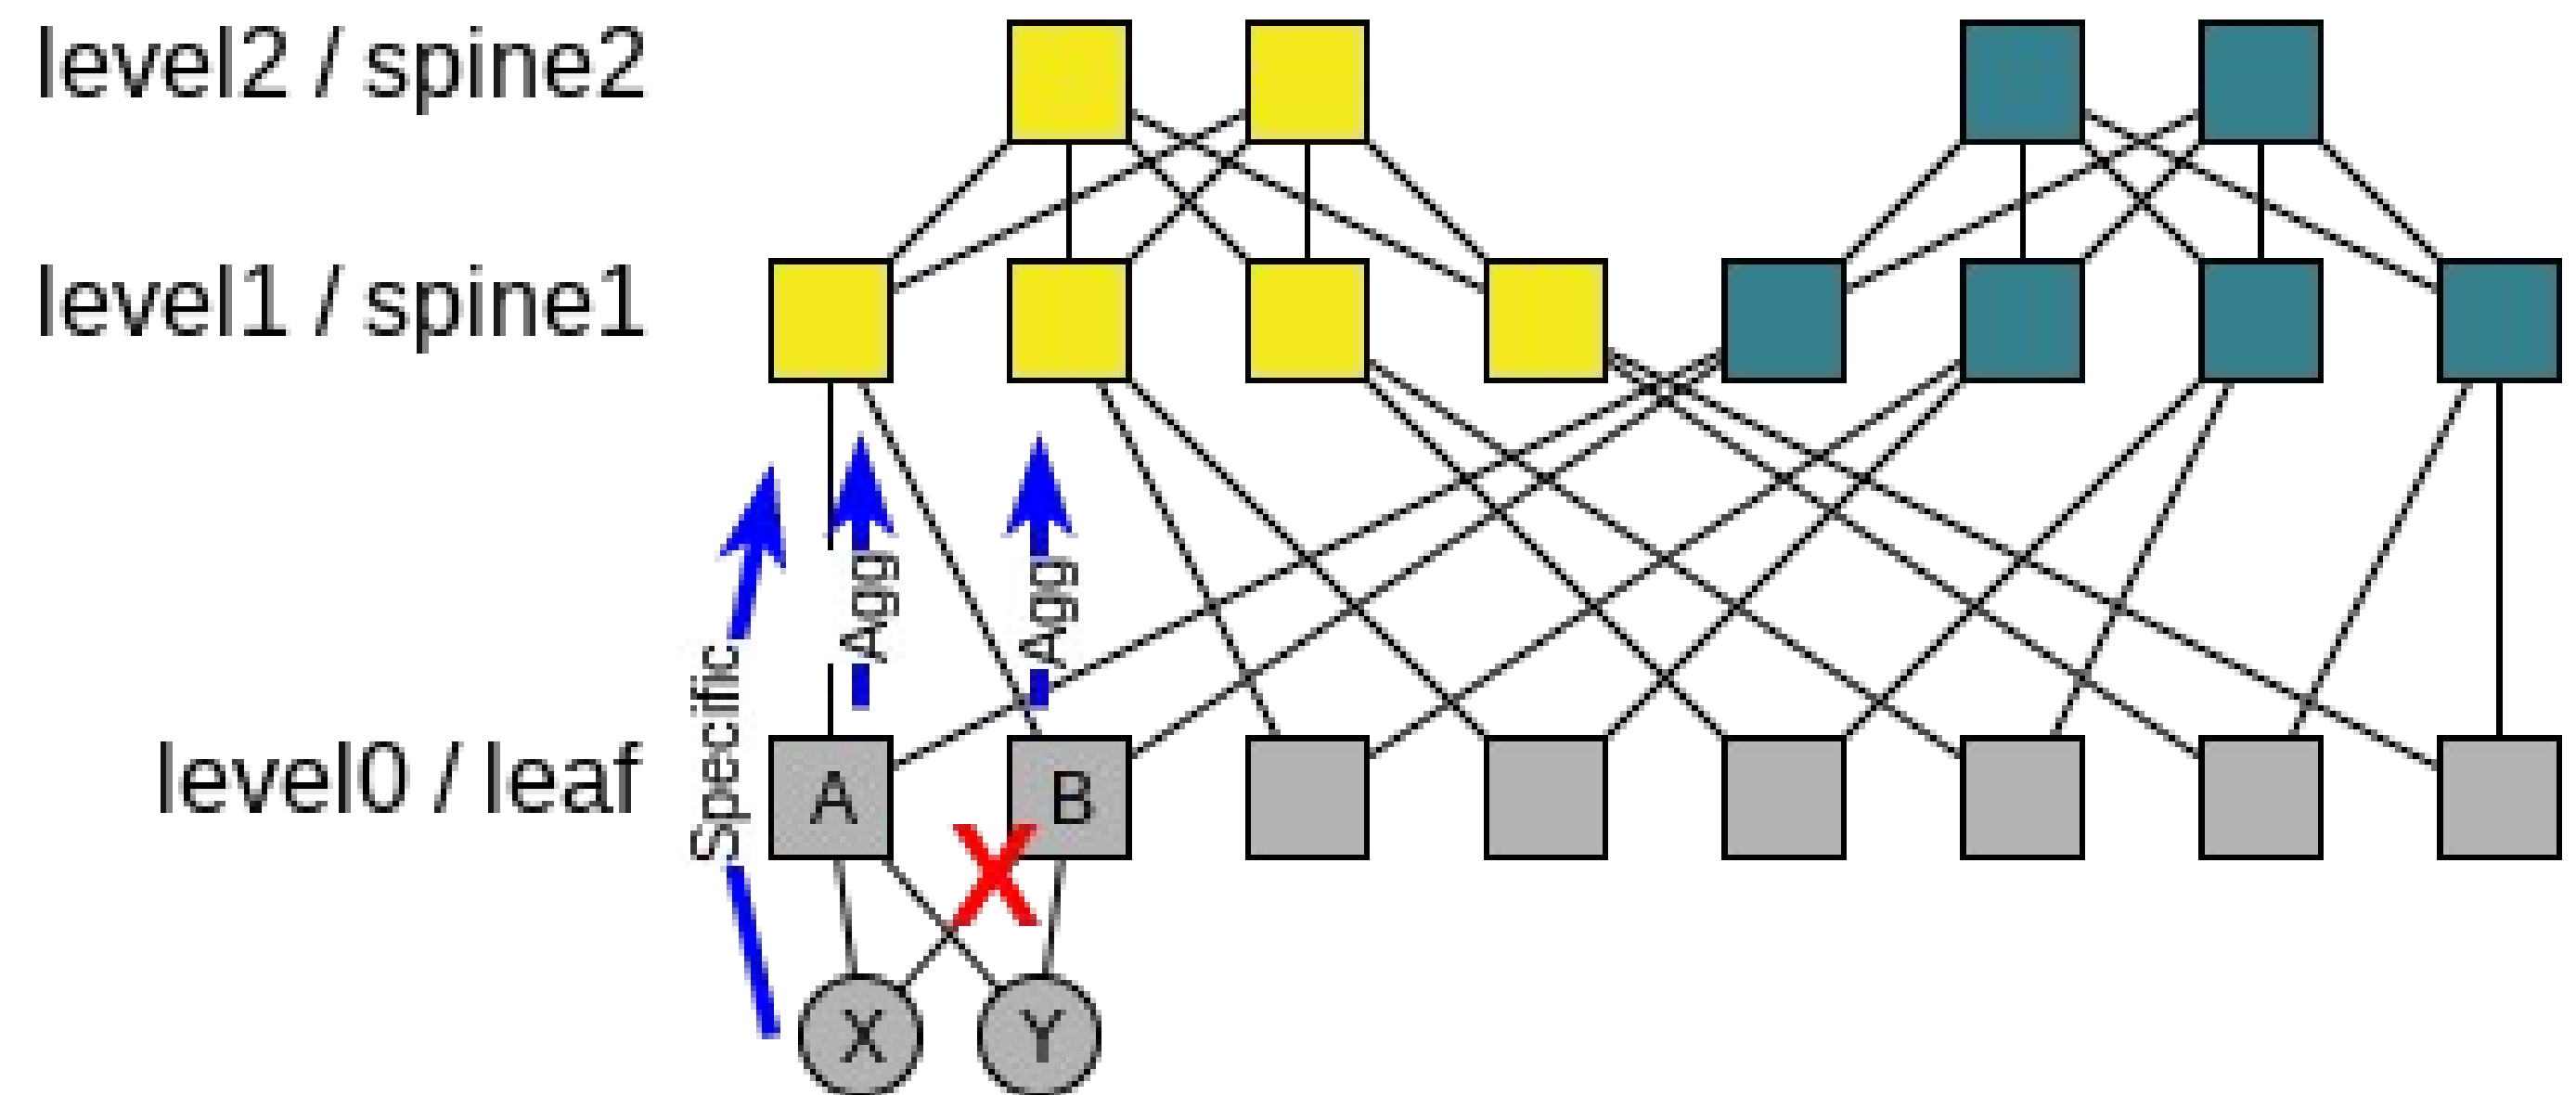 level2 / spine2
level1 / spine1
Agg
Agg
Specific
level0 / leaf
A
B
X
X
Y